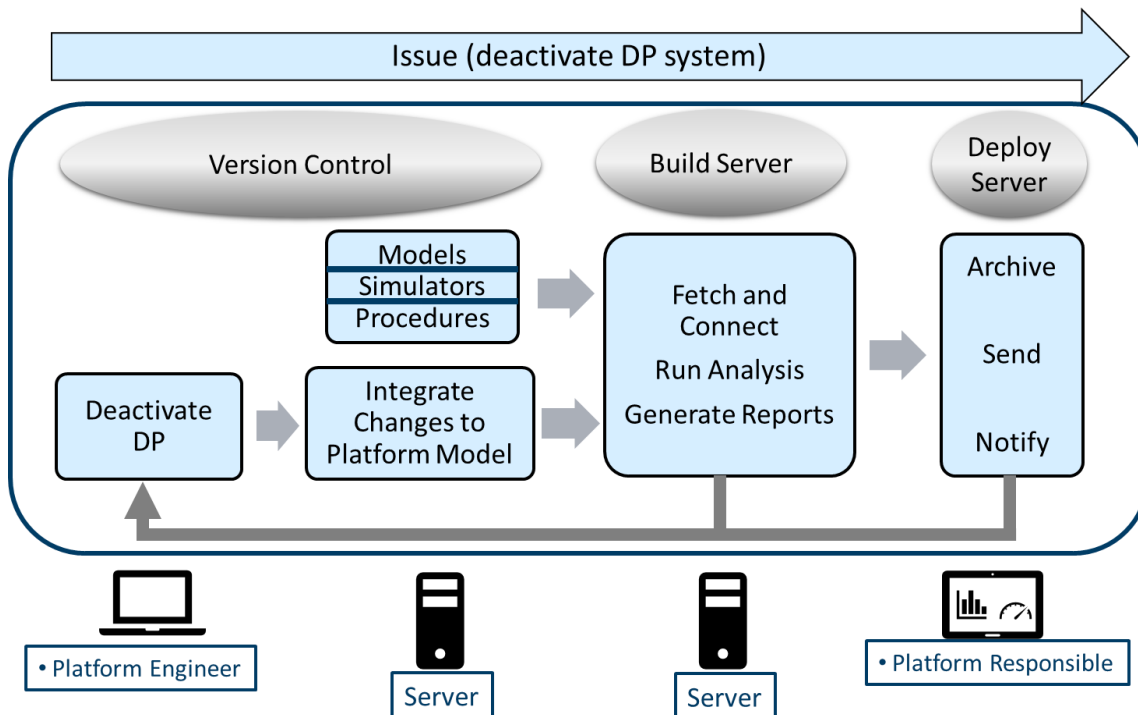 Issue (deactivate DP system)
Version Control
Build Server
Deploy
Server
Models
Simulators
Procedures
Fetch and
Connect
Run Analysis
Generate Reports
Archive
Send
Notify
Deactivate
DP
Integrate
Changes to
Platform Model
• Platform Engineer
Server
Server
• Platform Responsible